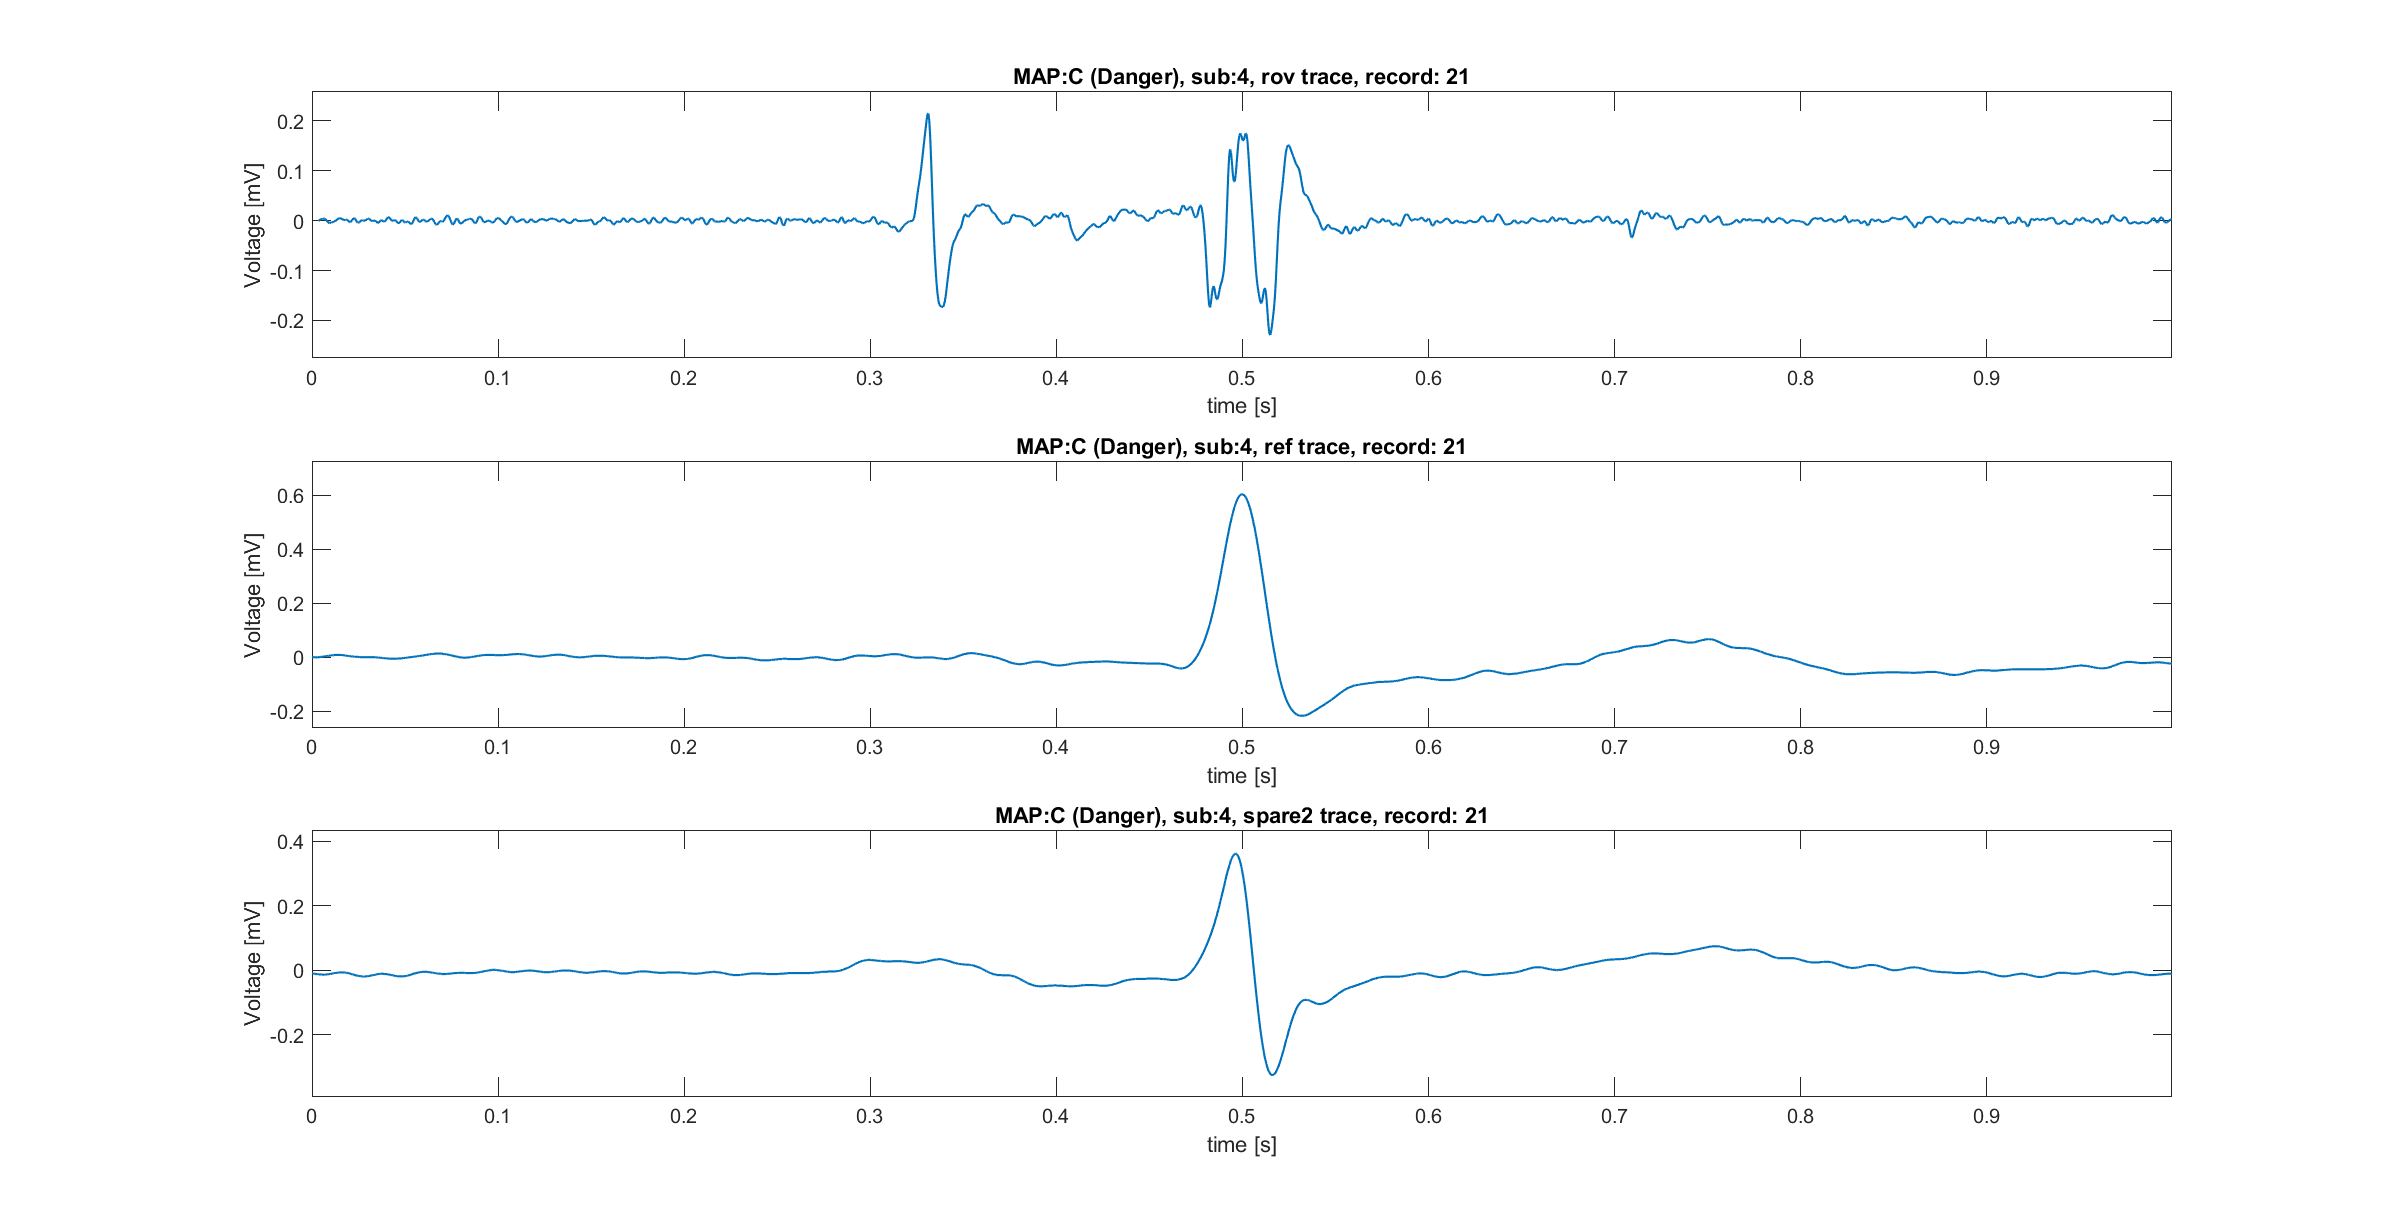 MAP:C (Danger), sub:4, rov trace, record: 21
Voltage [mV]
0.2
0.1
0
-0.1
-0.2
0 0.1 0.2 0.3 0.4 0.5 0.6 0.7 0.8 0.9
time [s]
MAP:C (Danger), sub:4, ref trace, record: 21
Voltage [mV]
0.6
0.4
0.2
0
-0.2
0 0.1 0.2 0.3 0.4 0.5 0.6 0.7 0.8 0.9
time [s]
MAP:C (Danger), sub:4, spare2 trace, record: 21
Voltage [mV]
0.4
0.2
0
-0.2
0 0.1 0.2 0.3 0.4 0.5 0.6 0.7 0.8 0.9
time [s]